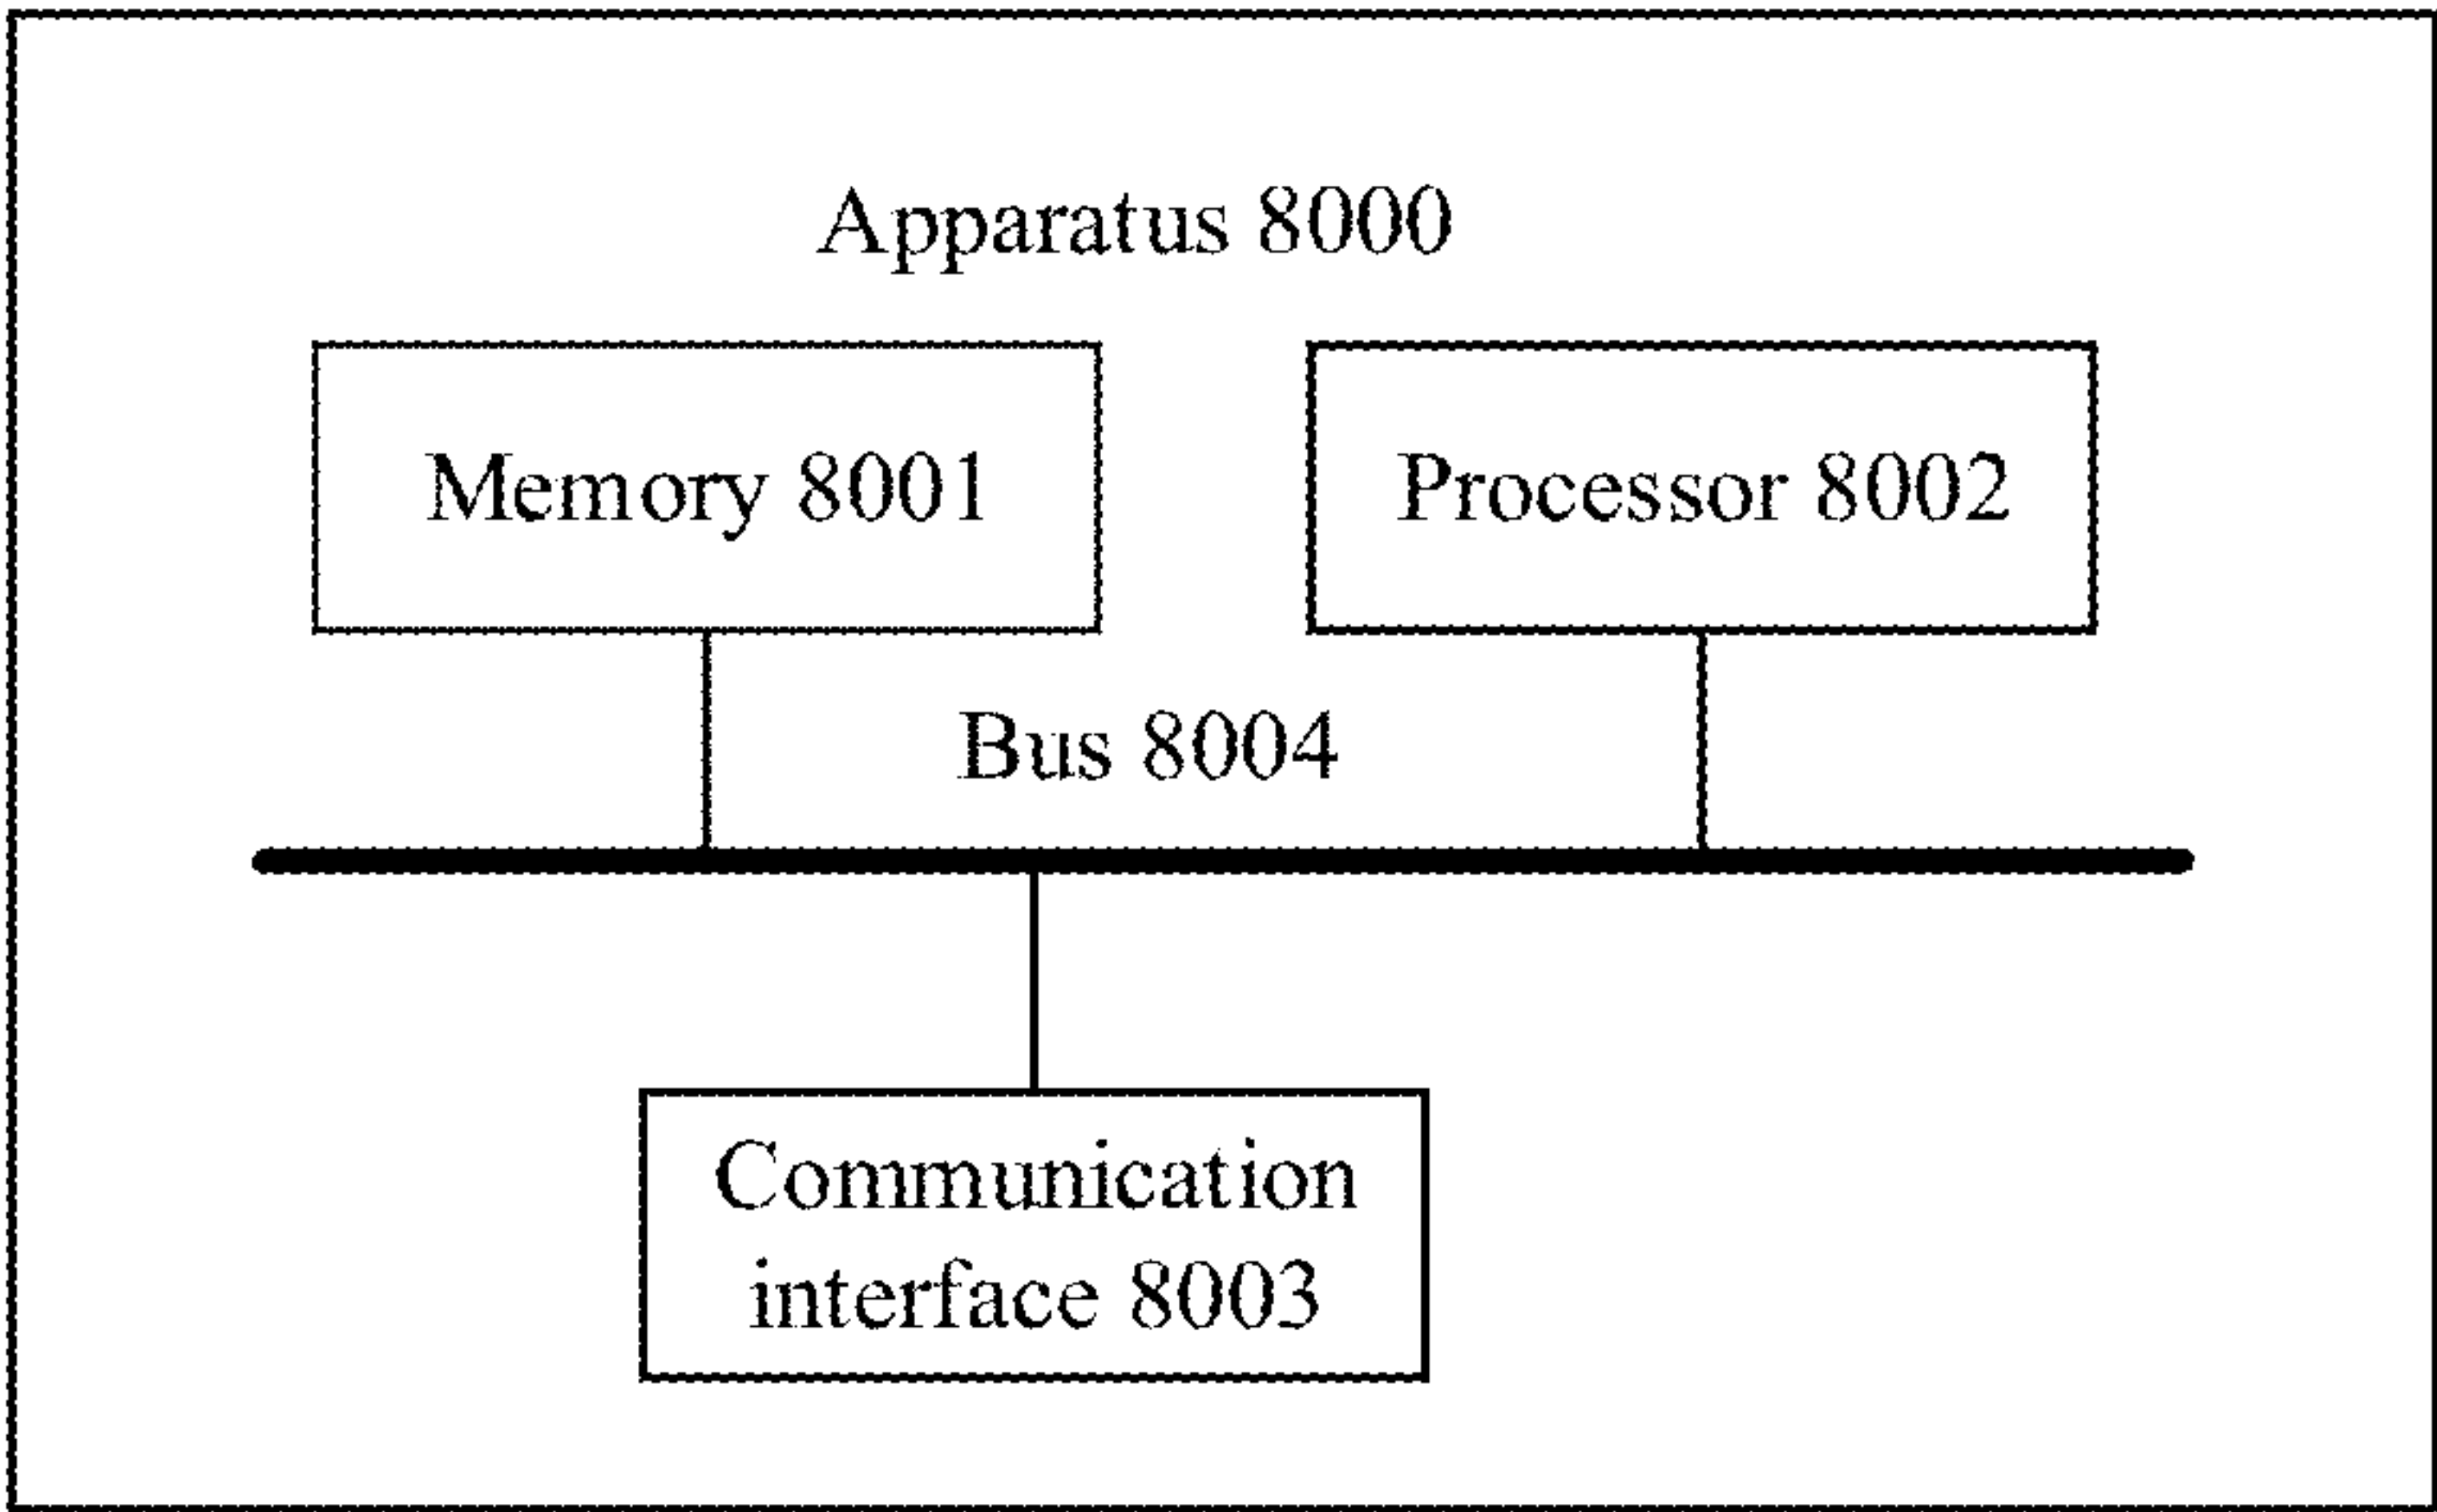 Apparatus 8000
Memory 8001
Processor 8002
Bus 8004
Communication
interface 8003